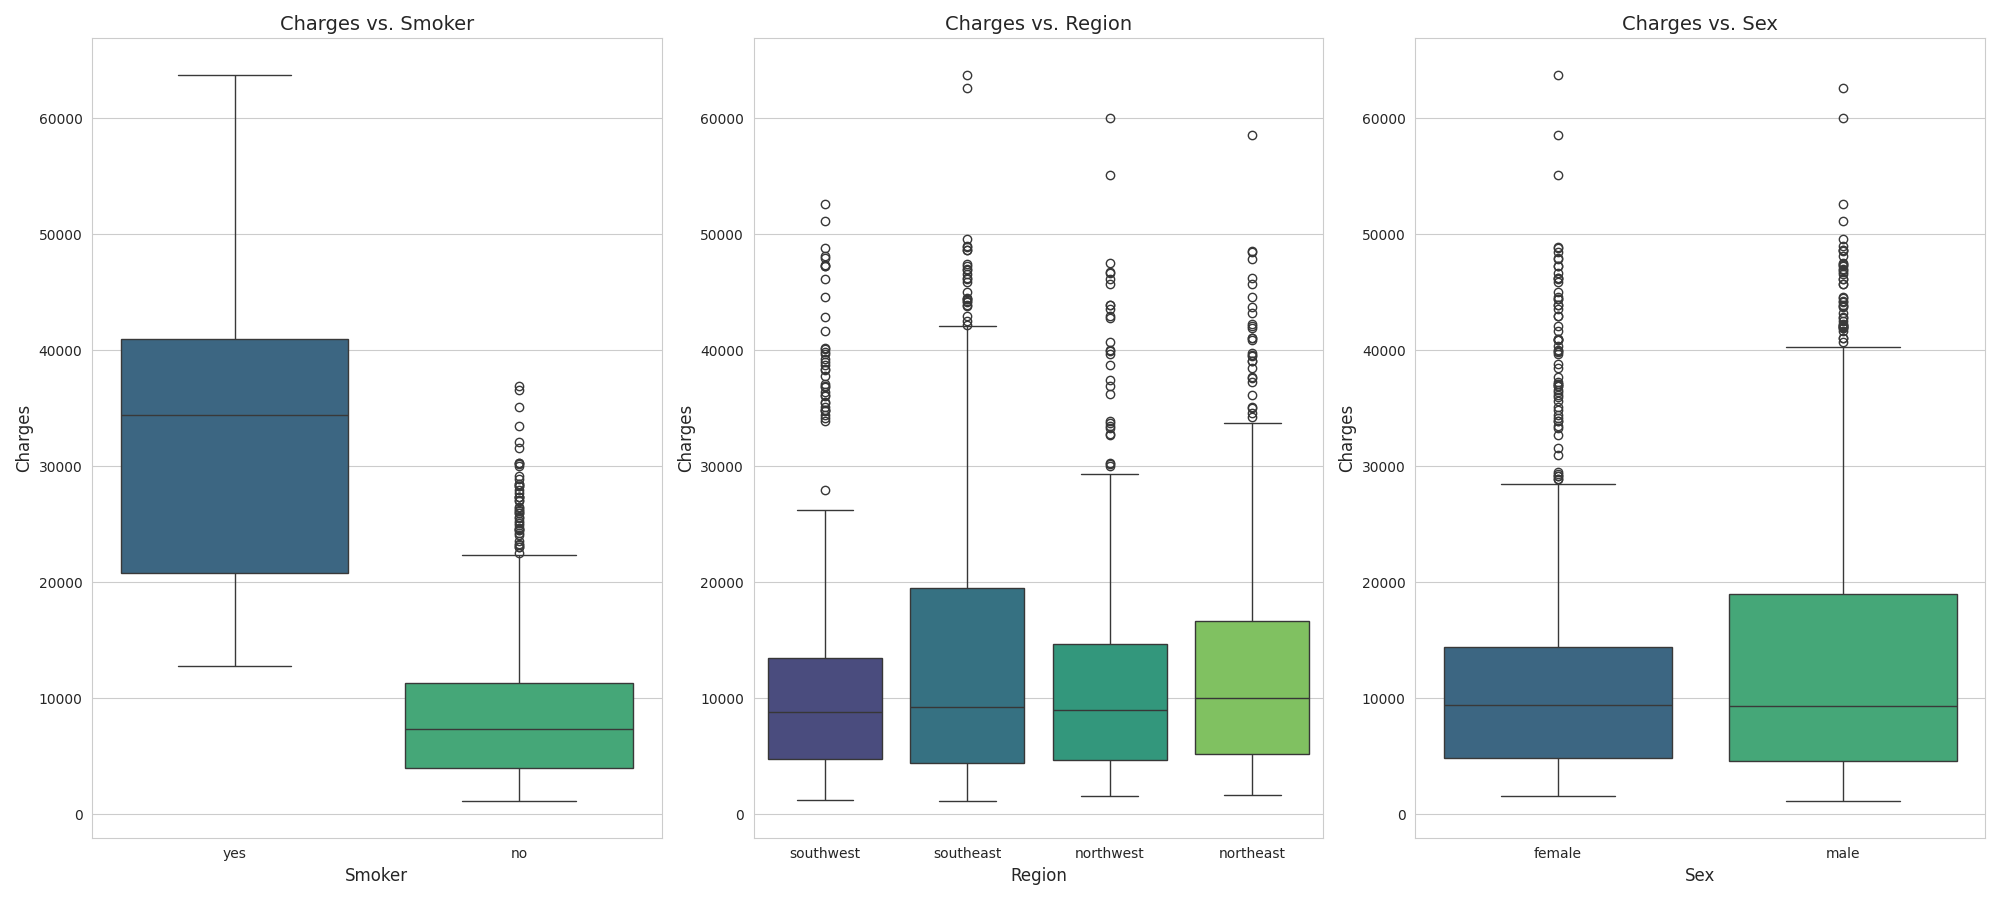 Charges vs. Smoker
60000
50000
40000
30000
20000
10000
0
Charges
yes
no
Smoker
Charges vs. Region
60000
50000
40000
30000
20000
10000
0
Charges
southwest
southeast
northwest
northeast
Region
Charges vs. Sex
60000
50000
40000
30000
20000
10000
0
Charges
female
male
Sex